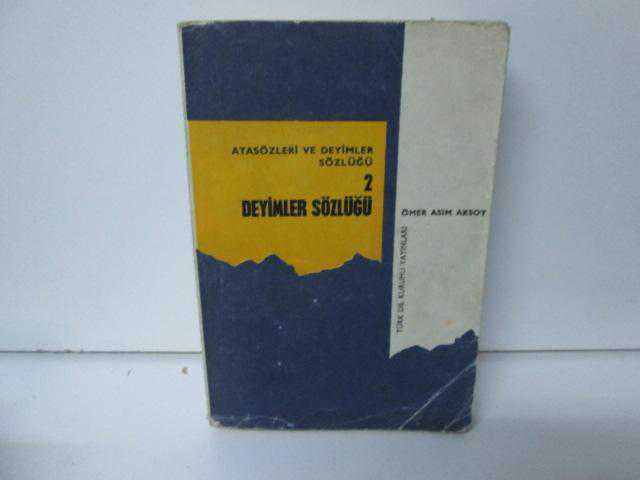 ATASÖZLERİ VE DEYİMLER
SÖZLÜĞÜ
2
DEYİMLER SÖZLÜĞÜ
ÖMER ASIM AKSOY
TÜRK DİL KURUMU YAYINLARI